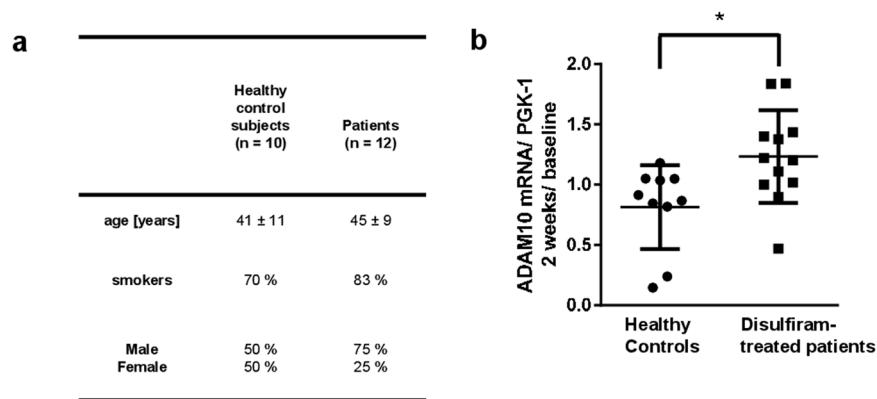 a
Healthy
control
subjects
(n = 10)
Patients
(n = 12)
age [years] 41 ± 11 45 ± 9
smokers 70 % 83 %
Male 50 % 75 %
Female 50 % 25 %
b
*
ADAM10 mRNA/ PGK-1
2 weeks/ baseline
2.0
1.5
1.0
0.5
0.0
Healthy
Controls
Disulfiram-
treated patients